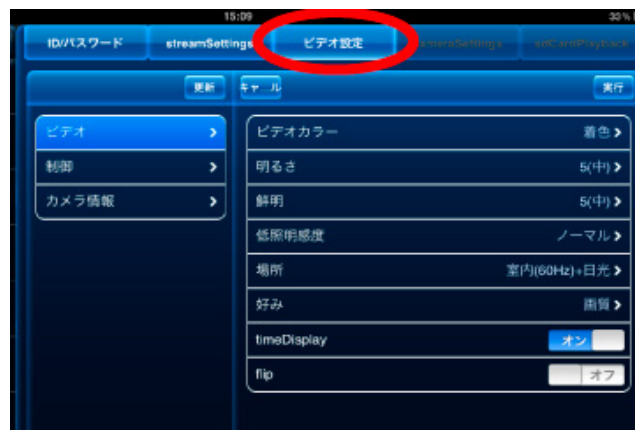 15:09 33%
ID/パスワード streamSettings ビデオ設定 cameraSettings sdCardPlayback
更新 キャール 実行
ビデオ ビデオカラー 着色
制御 明るさ 5(中)
カメラ情報 鮮明 5(中)
低照明感度 ノーマル
場所 室内(60Hz)+日光
好み 画質
timeDisplay オン
flip オフ